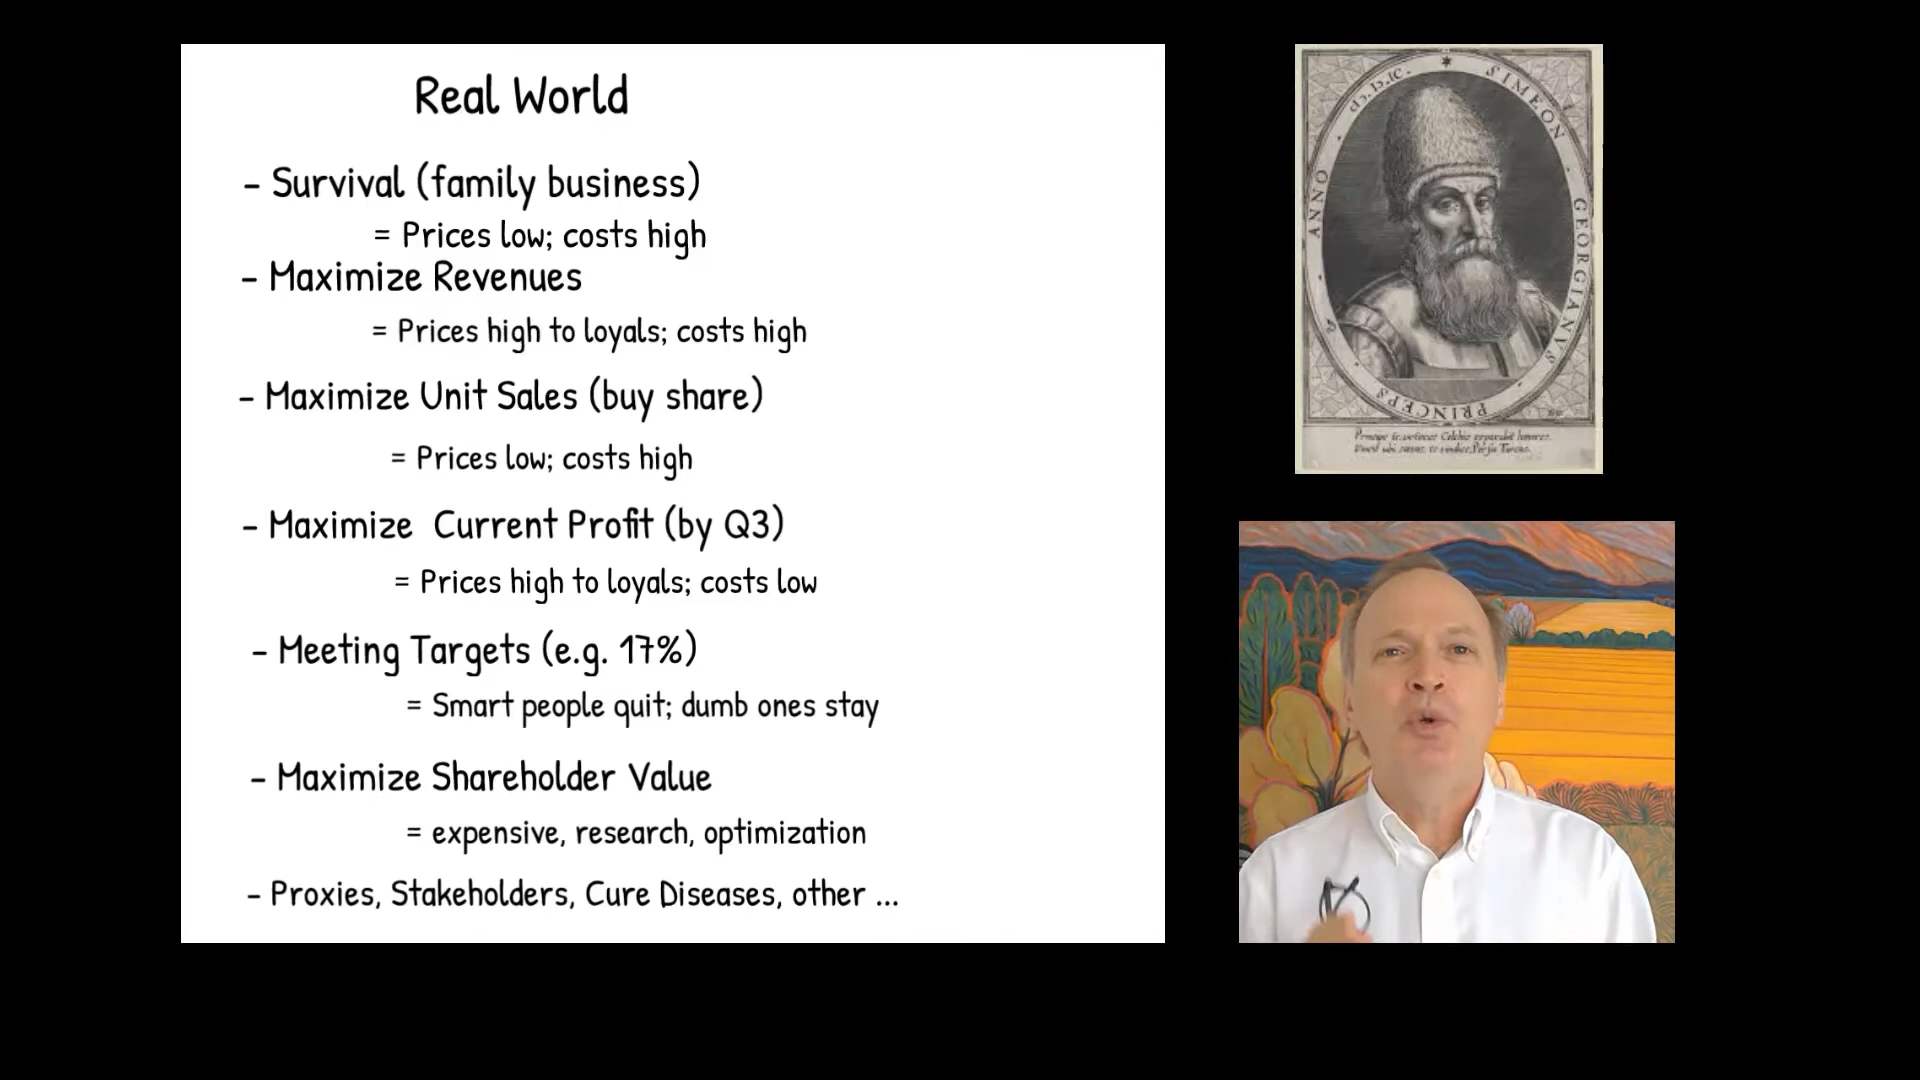 Real World
- Survival (family business)
= Prices low; costs high
- Maximize Revenues
= Prices high to loyals; costs high
- Maximize Unit Sales (buy share)
= Prices low; costs high
- Maximize Current Profit (by Q3)
= Prices high to loyals; costs low
- Meeting Targets (e.g. 17%)
= Smart people quit; dumb ones stay
- Maximize Shareholder Value
= expensive, research, optimization
- Proxies, Stakeholders, Cure Diseases, other ...
SIMEON GEORGIANVS PRINCEPS ANNO